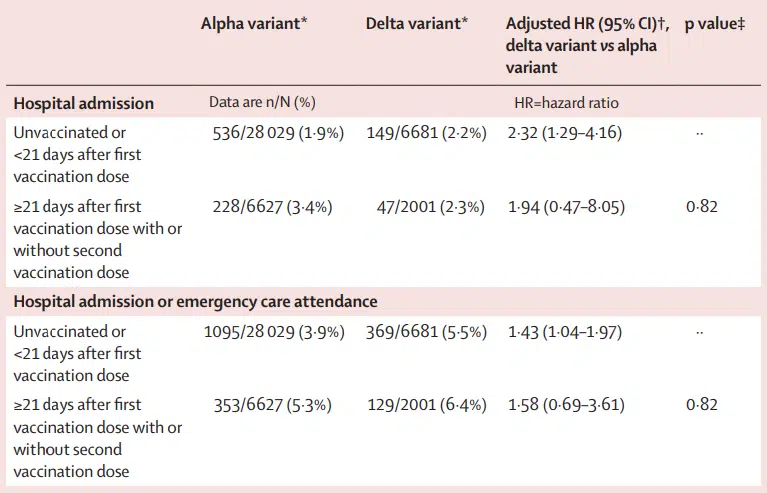 Alpha variant* Delta variant* Adjusted HR (95% CI)†, p value‡
delta variant vs alpha
variant
Hospital admission Data are n/N (%) HR=hazard ratio
Unvaccinated or 536/28 029 (1·9%) 149/6681 (2·2%) 2·32 (1·29–4·16) ··
<21 days after first
vaccination dose
≥21 days after first 228/6627 (3·4%) 47/2001 (2·3%) 1·94 (0·47–8·05) 0·82
vaccination dose with or
without second
vaccination dose
Hospital admission or emergency care attendance
Unvaccinated or 1095/28 029 (3·9%) 369/6681 (5·5%) 1·43 (1·04–1·97) ··
<21 days after first
vaccination dose
≥21 days after first 353/6627 (5·3%) 129/2001 (6·4%) 1·58 (0·69–3·61) 0·82
vaccination dose with or
without second
vaccination dose